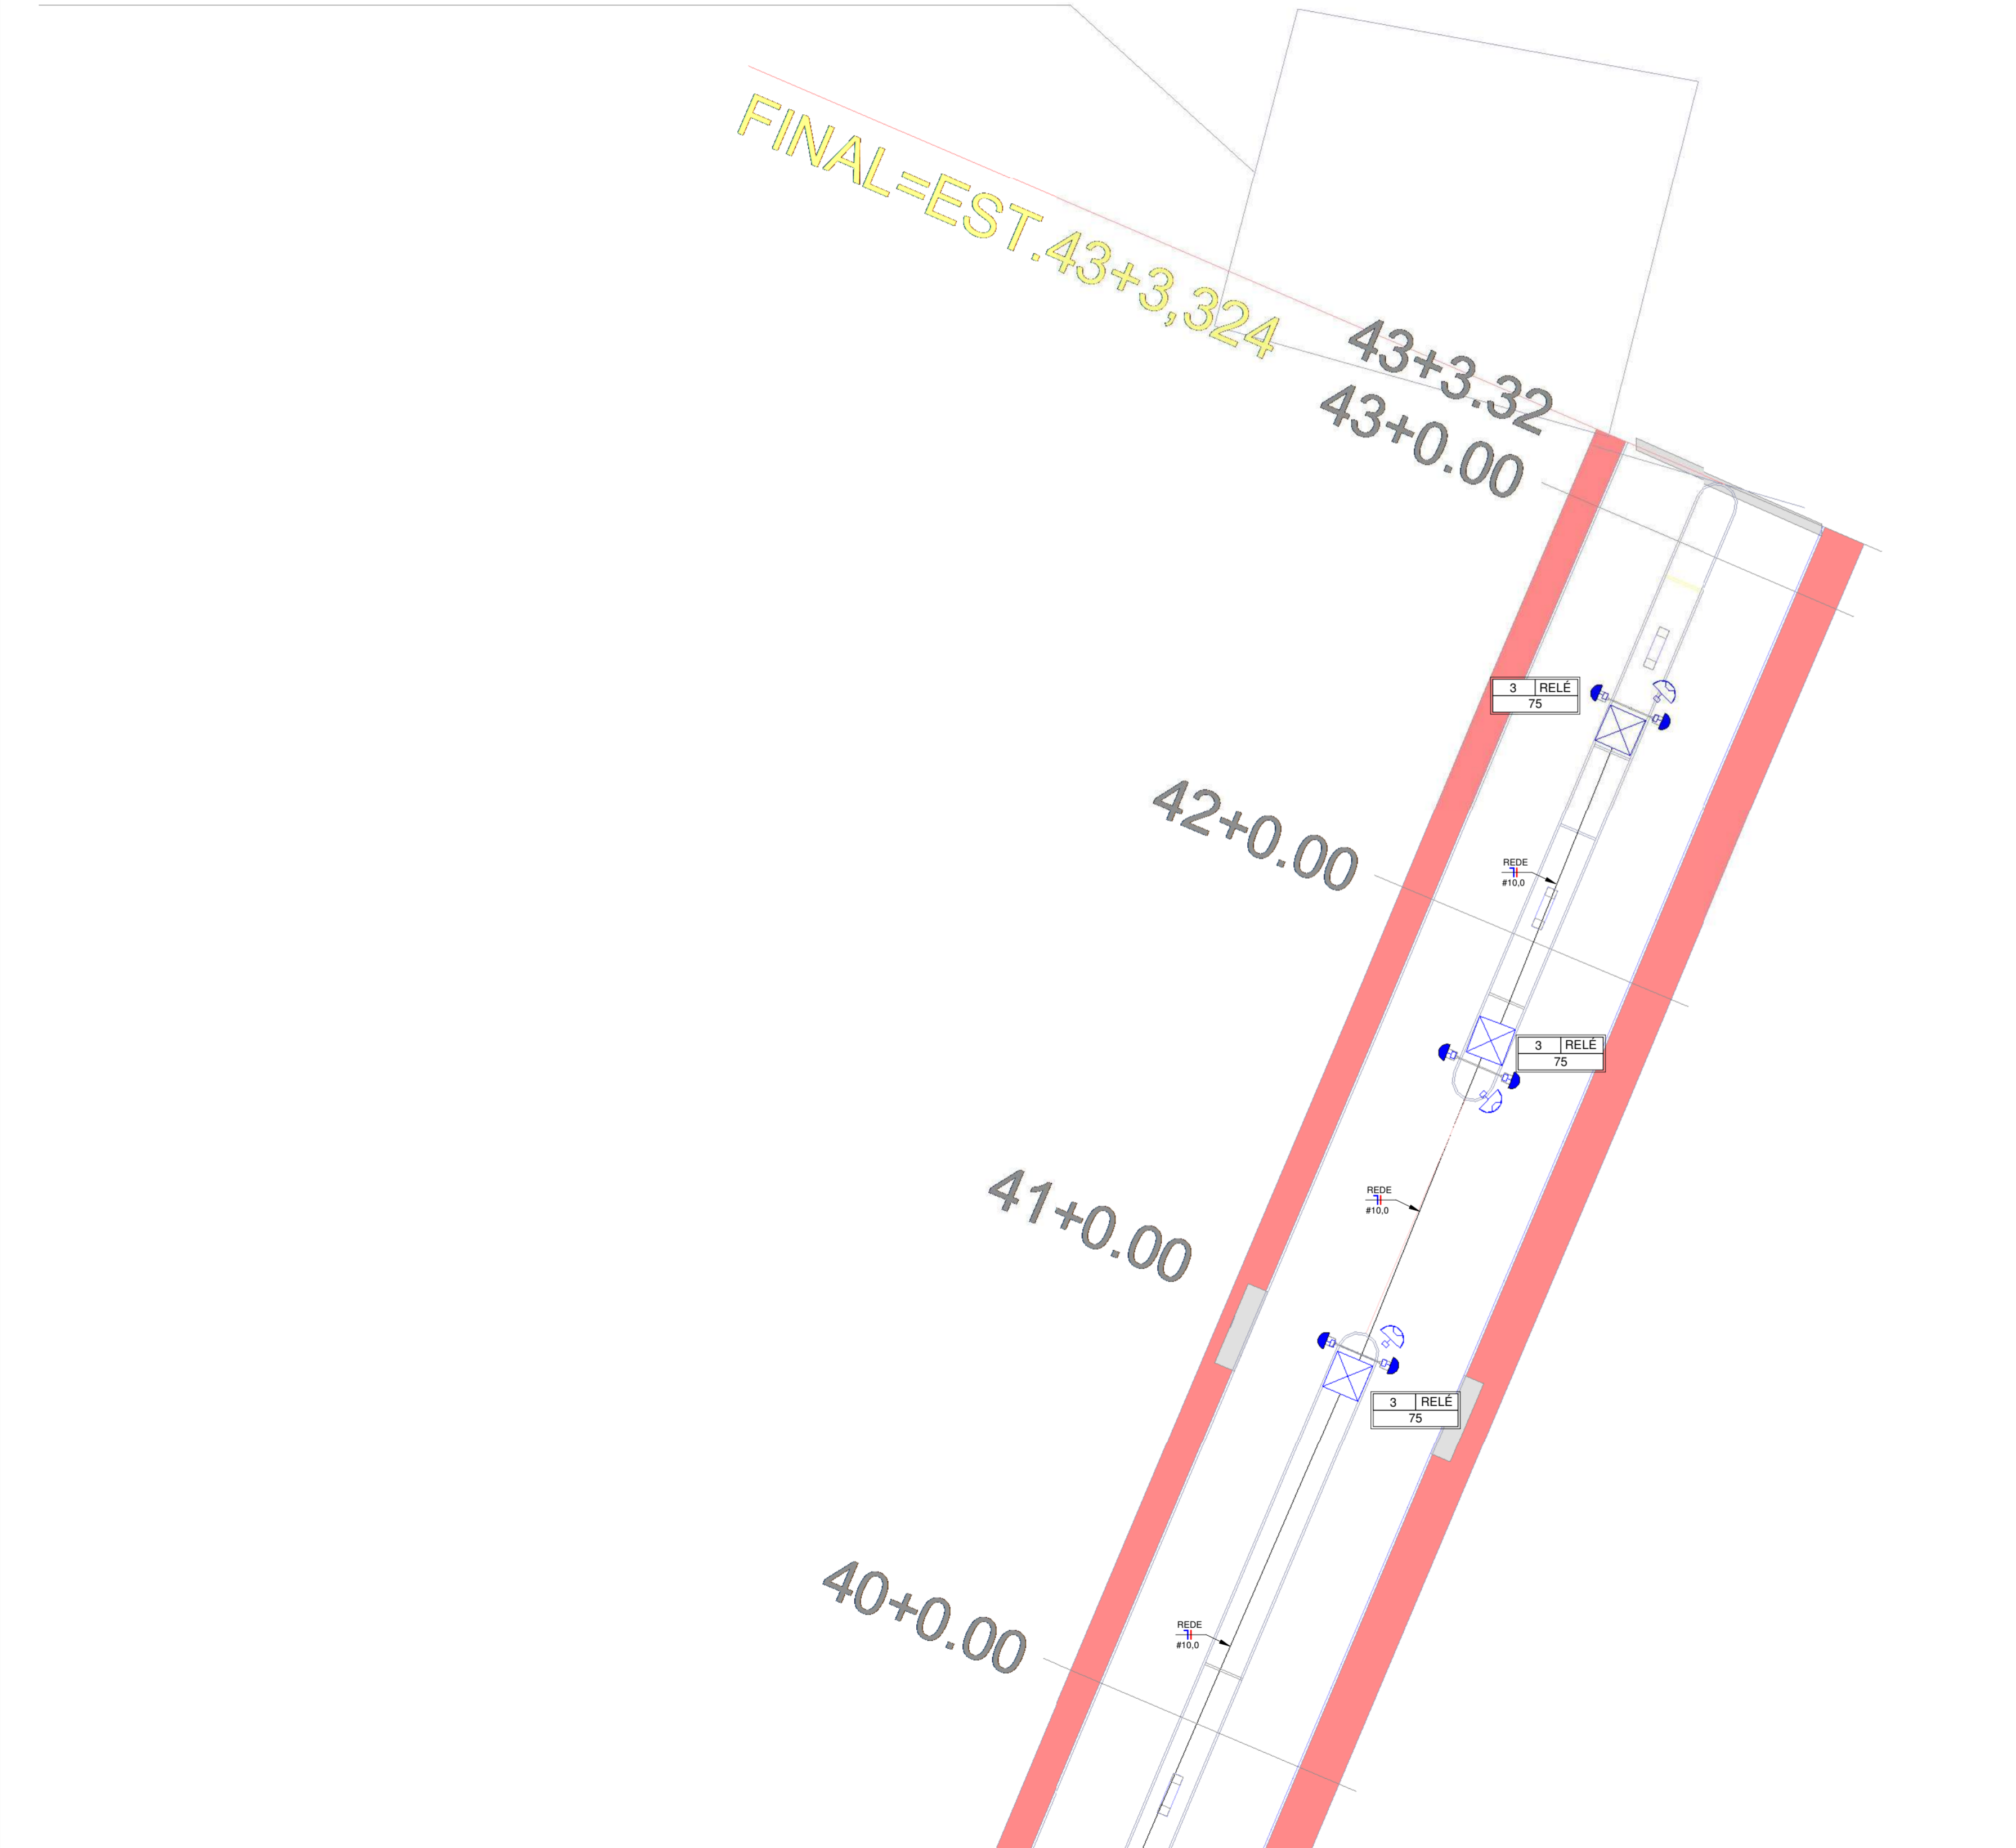 FINAL=EST.43+3,324
43+3.32
43+0.00
3 RELÉ
75
42+0.00
REDE
#10,0
3 RELÉ
75
41+0.00
REDE
#10,0
3 RELÉ
75
40+0.00
REDE
#10,0